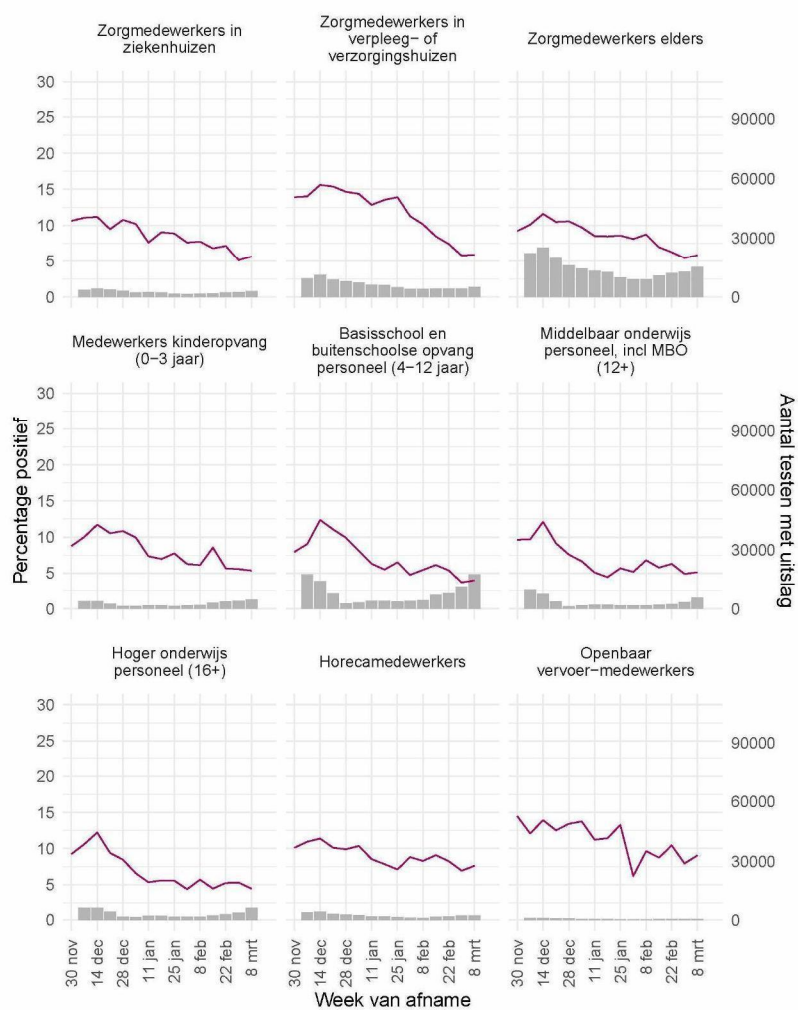 Zorgmedewerkers in
ziekenhuizen
Zorgmedewerkers in
verpleeg− of
verzorgingshuizen
Zorgmedewerkers elders
30
25
20
15
10
5
0
90000
60000
30000
0
Medewerkers kinderopvang
(0−3 jaar)
Basisschool en
buitenschoolse opvang
personeel (4−12 jaar)
Middelbaar onderwijs
personeel, incl MBO
(12+)
Percentage positief
30
25
20
15
10
5
0
90000
60000
30000
0
Aantal testen met uitslag
Hoger onderwijs
personeel (16+)
Horecamedewerkers
Openbaar
vervoer−medewerkers
30
25
20
15
10
5
0
90000
60000
30000
0
30 nov
14 dec
28 dec
11 jan
25 jan
8 feb
22 feb
8 mrt
30 nov
14 dec
28 dec
11 jan
25 jan
8 feb
22 feb
8 mrt
30 nov
14 dec
28 dec
11 jan
25 jan
8 feb
22 feb
8 mrt
Week van afname